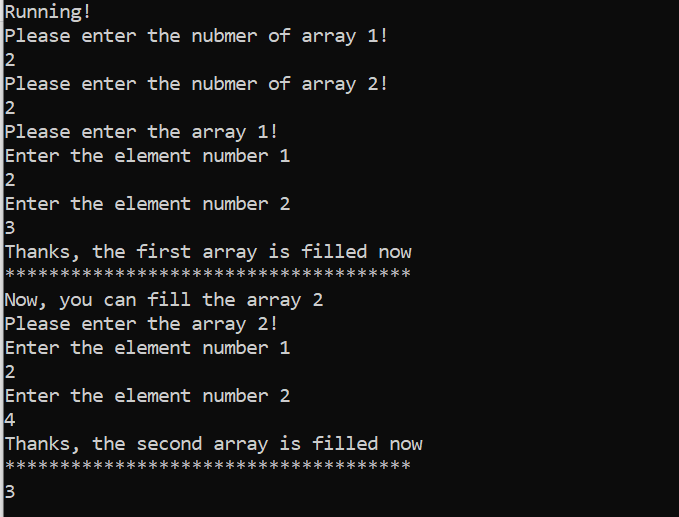 Running!
Please enter the nubmer of array 1!
2
Please enter the nubmer of array 2!
2
Please enter the array 1!
Enter the element number 1
2
Enter the element number 2
3
Thanks, the first array is filled now
*************************************
Now, you can fill the array 2
Please enter the array 2!
Enter the element number 1
2
Enter the element number 2
4
Thanks, the second array is filled now
*************************************
3